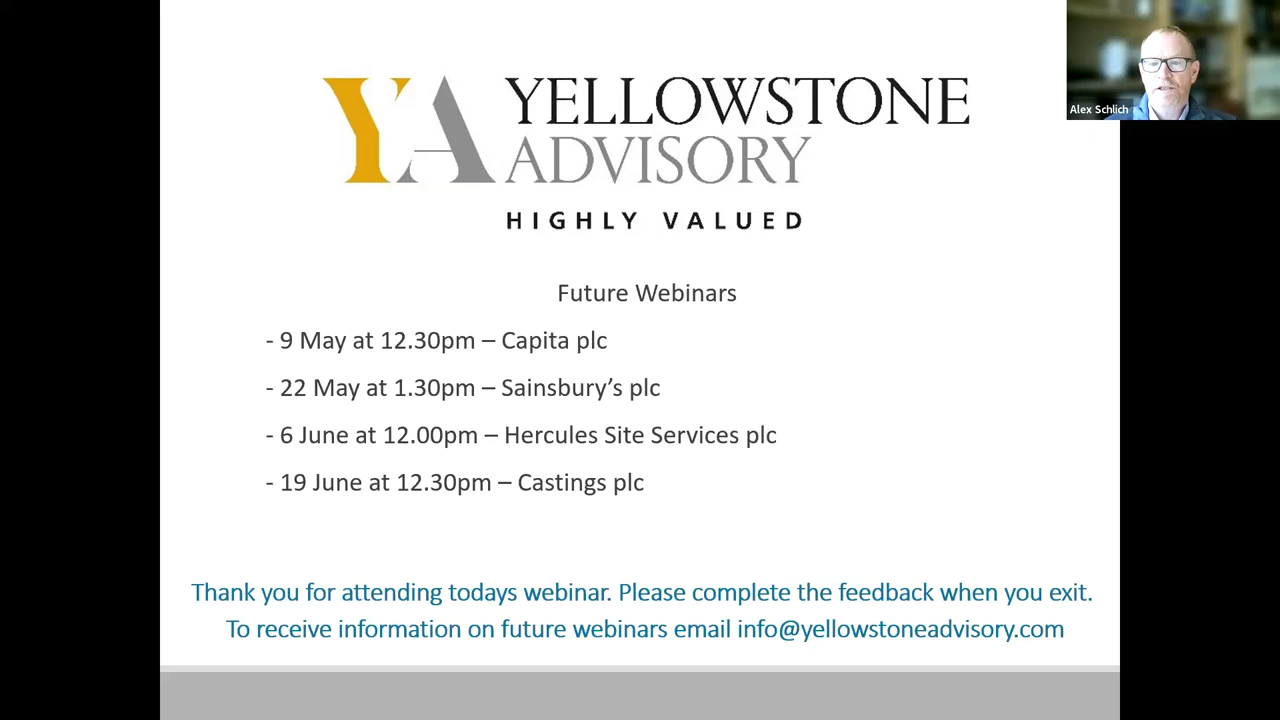 YA YELLOWSTONE
ADVISORY
HIGHLY VALUED
Alex Schlich
Future Webinars
- 9 May at 12.30pm – Capita plc
- 22 May at 1.30pm – Sainsbury’s plc
- 6 June at 12.00pm – Hercules Site Services plc
- 19 June at 12.30pm – Castings plc
Thank you for attending todays webinar. Please complete the feedback when you exit.
To receive information on future webinars email info@yellowstoneadvisory.com